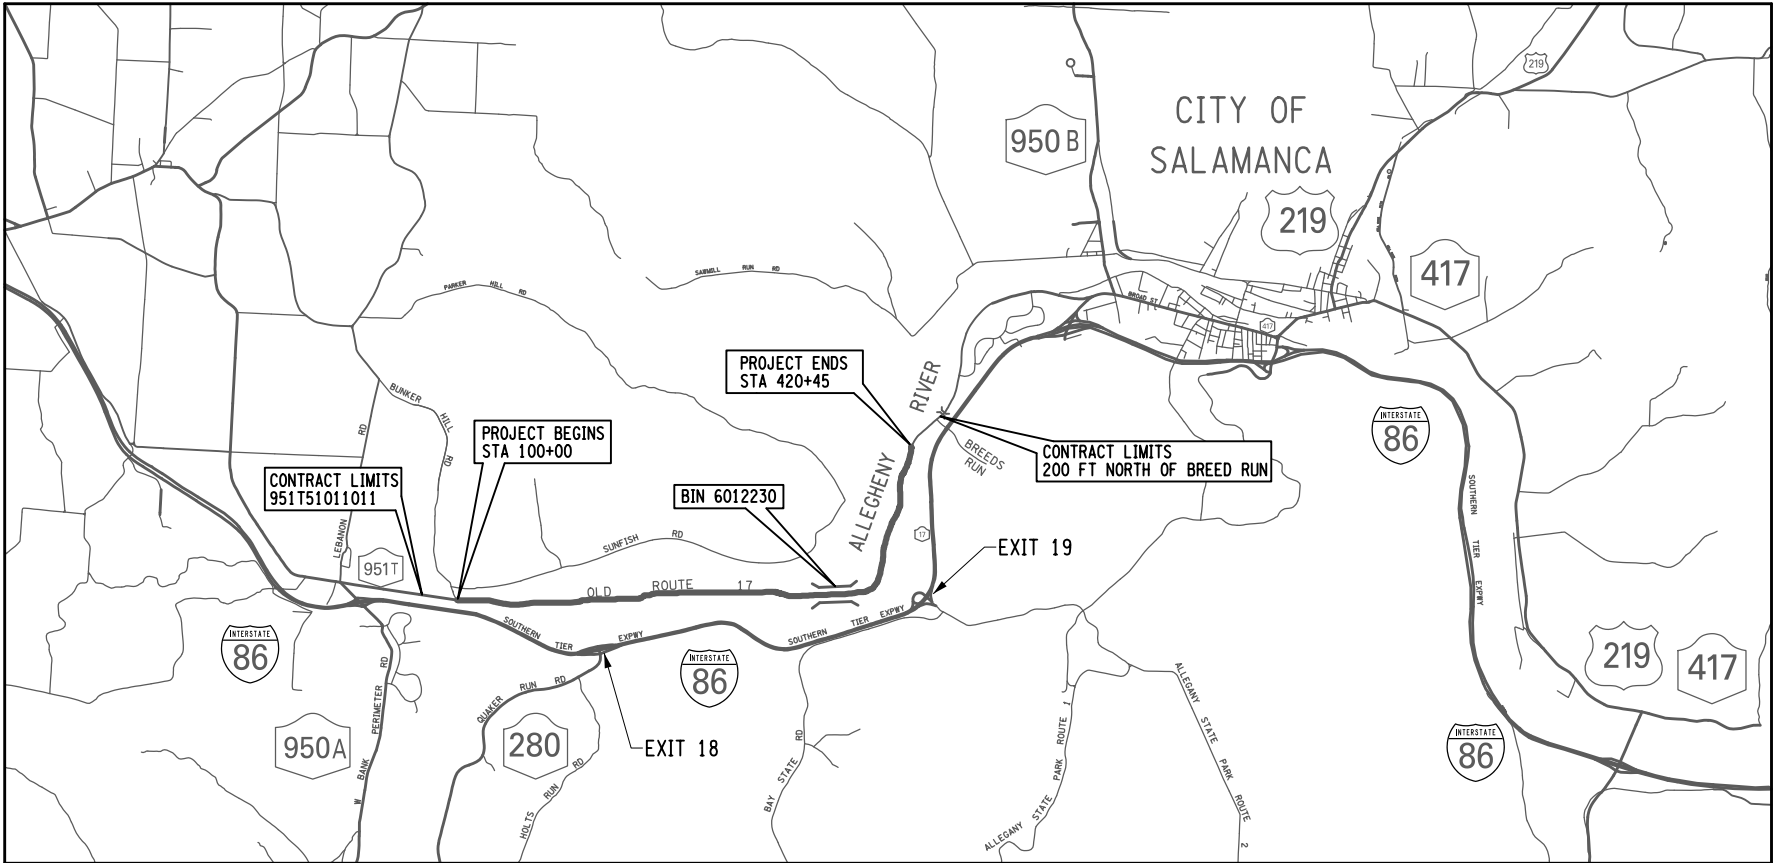 219
CITY OF
SALAMANCA
950 B
219
417
SAWMILL RUN RD
PARKER HILL RD
BROAD ST
417
PROJECT ENDS
STA 420+45
RIVER
BUNKER HILL RD
PROJECT BEGINS
STA 100+00
INTERSTATE
86
CONTRACT LIMITS
200 FT NORTH OF BREED RUN
BREEDS
RUN
RD
LEBANON
CONTRACT LIMITS
951T51011011
BIN 6012230
ALLEGHENY
SOUTHERN TIER EXPWY
17
EXIT 19
SUNFISH RD
951T
OLD ROUTE 17
SOUTHERN TIER EXPWY
SOUTHERN TIER EXPWY
INTERSTATE
86
INTERSTATE
86
219
417
W BANK PERIMETER RD
QUAKER RUN RD
950A
280
EXIT 18
HOLTS RUN RD
BAY STATE RD
ALLEGANY STATE PARK ROUTE 1
ALLEGANY STATE PARK ROUTE 2
INTERSTATE
86